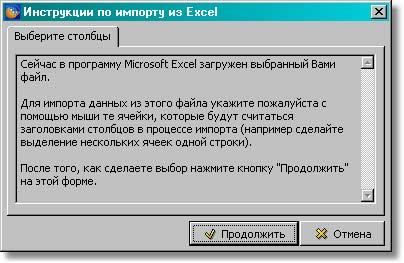 Инструкции по импорту из Excel
Выберите столбцы
Сейчас в программу Microsoft Excel загружен выбранный Вами
файл.
Для импорта данных из этого файла укажите пожалуйста с
помощью мыши те ячейки, которые будут считаться
заголовками столбцов в процессе импорта (например сделайте
выделение нескольких ячеек одной строки).
После того, как сделаете выбор нажмите кнопку "Продолжить"
на этой форме.
Продолжить
Отмена